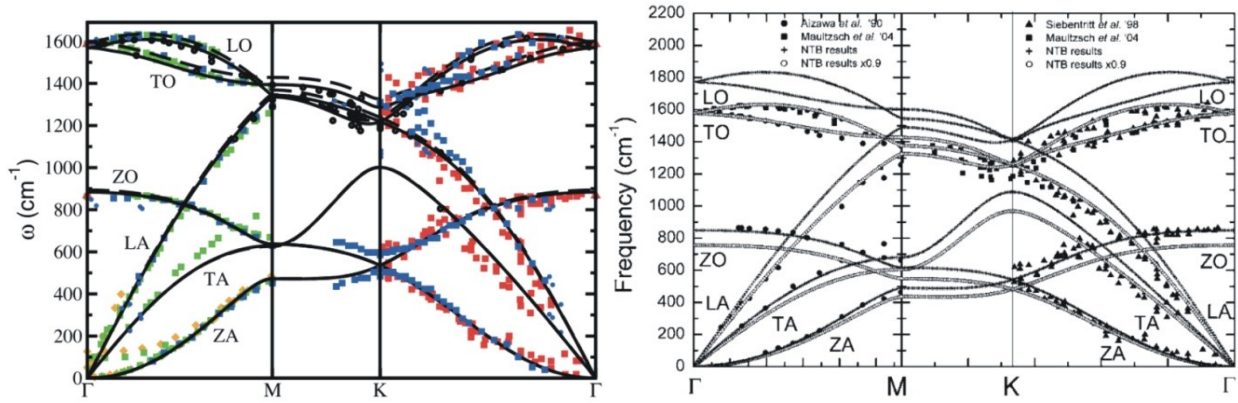 ω (cm⁻¹)
1600
1400
1200
1000
800
600
400
200
0
LO
TO
ZO
LA
TA
ZA
Γ
M
K
Γ
Frequency (cm⁻¹)
2200
2000
1800
1600
1400
1200
1000
800
600
400
200
0
Aizawa et al. '90
Maultzsch et al. '04
NTB results
NTB results x0.9
Siebentritt et al. '98
Maultzsch et al. '04
NTB results
NTB results x0.9
LO
TO
ZO
LA
TA
ZA
LO
TO
ZO
LA
TA
ZA
Γ
M
K
Γ